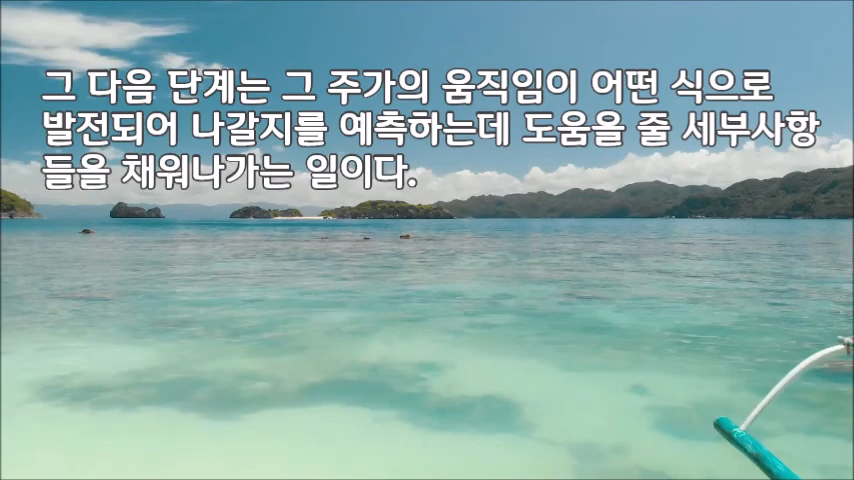 그 다음 단계는 그 주가의 움직임이 어떤 식으로
발전되어 나갈지를 예측하는데 도움을 줄 세부사항
들을 채워나가는 일이다.